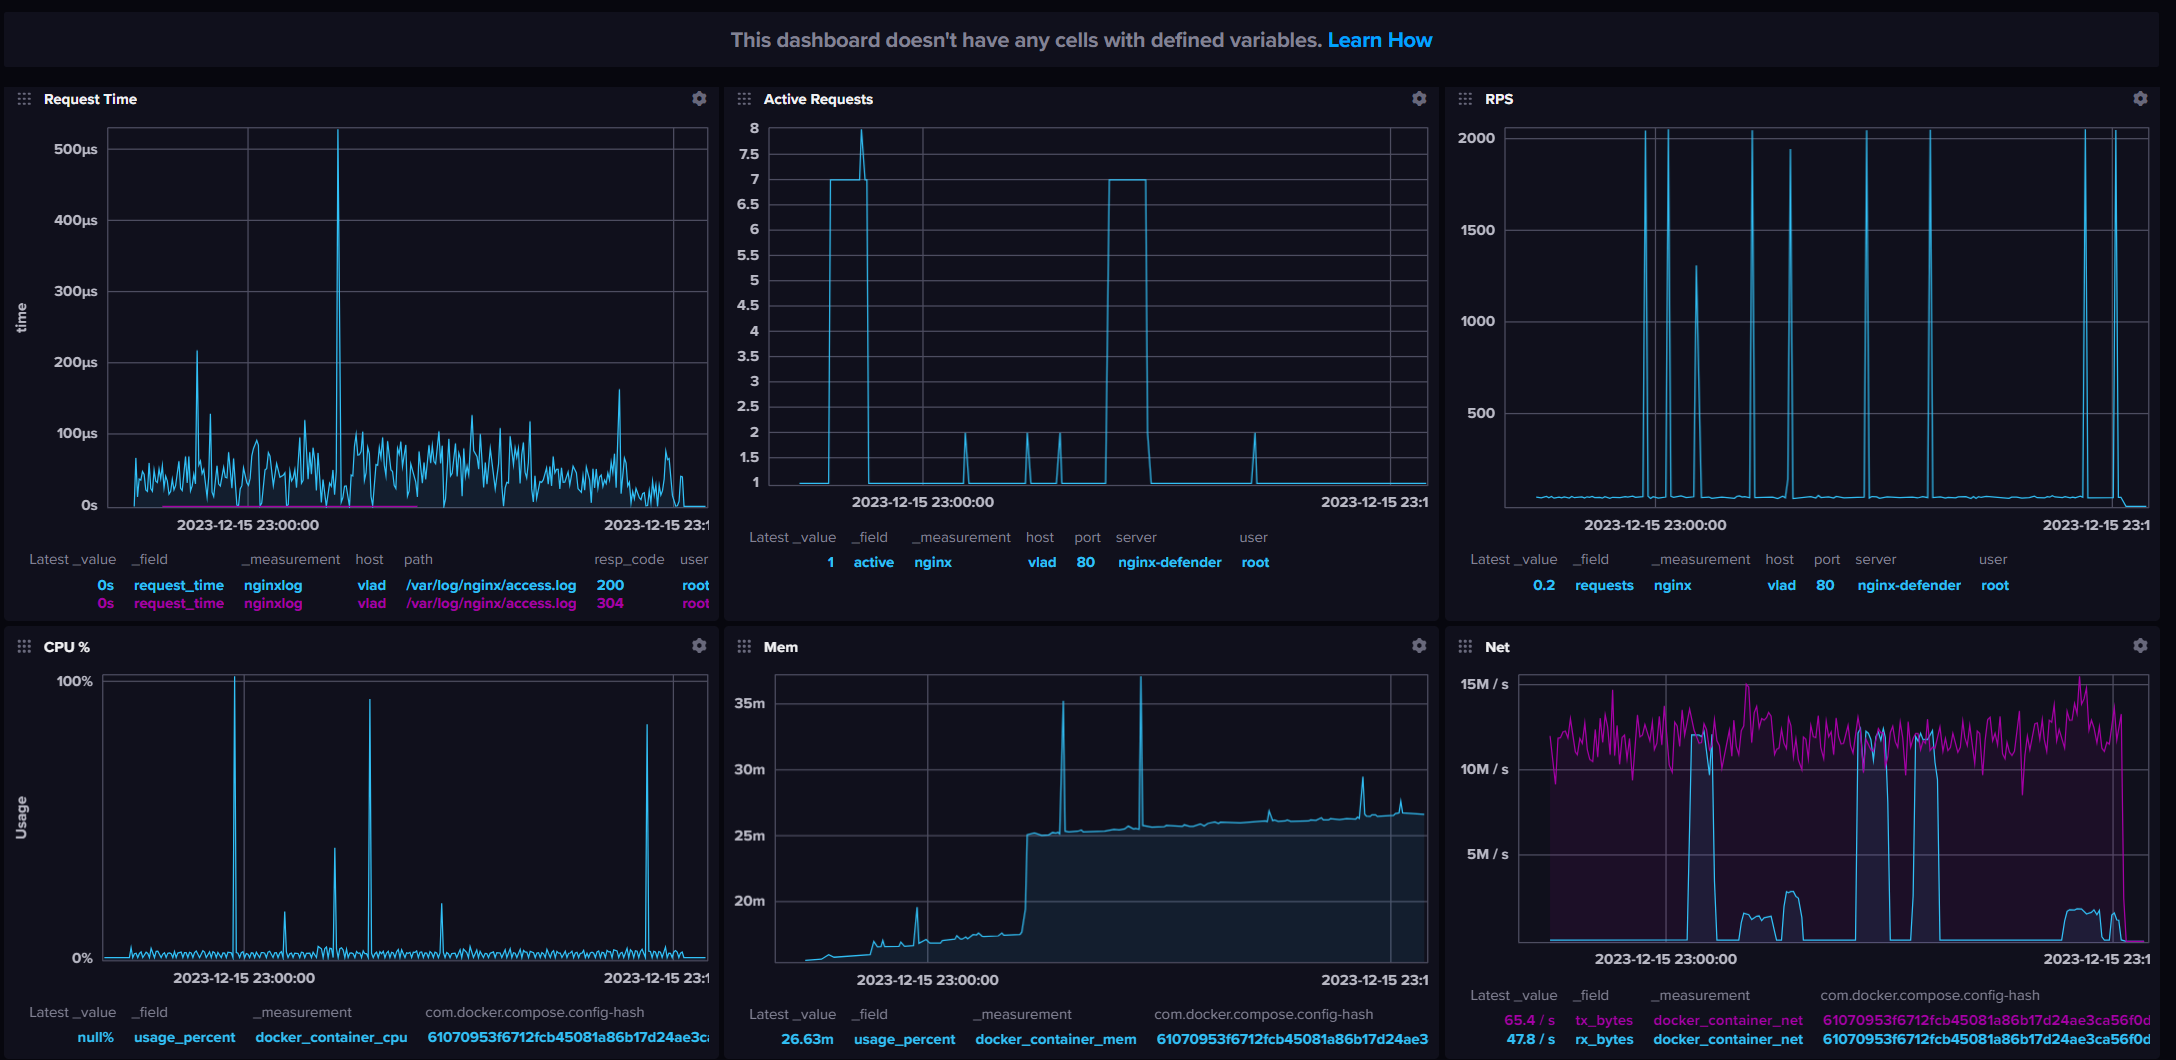 This dashboard doesn't have any cells with defined variables. Learn How
Request Time
500µs
400µs
300µs
200µs
100µs
0s
time
2023-12-15 23:00:00
2023-12-15 23:1
Latest _value _field _measurement host path resp_code user
0s request_time nginxlog vlad /var/log/nginx/access.log 200 root
0s request_time nginxlog vlad /var/log/nginx/access.log 304 root
Active Requests
8
7.5
7
6.5
6
5.5
5
4.5
4
3.5
3
2.5
2
1.5
1
2023-12-15 23:00:00
2023-12-15 23:1
Latest _value _field _measurement host port server user
1 active nginx vlad 80 nginx-defender root
RPS
2000
1500
1000
500
2023-12-15 23:00:00
2023-12-15 23:1
Latest _value _field _measurement host port server user
0.2 requests nginx vlad 80 nginx-defender root
CPU %
100%
0%
Usage
2023-12-15 23:00:00
2023-12-15 23:1
Latest _value _field _measurement com.docker.compose.config-hash
null% usage_percent docker_container_cpu 61070953f6712fcb45081a86b17d24ae3ca
Mem
35m
30m
25m
20m
2023-12-15 23:00:00
2023-12-15 23:1
Latest _value _field _measurement com.docker.compose.config-hash
26.63m usage_percent docker_container_mem 61070953f6712fcb45081a86b17d24ae3
Net
15M / s
10M / s
5M / s
2023-12-15 23:00:00
2023-12-15 23:1
Latest _value _field _measurement com.docker.compose.config-hash
65.4 / s tx_bytes docker_container_net 61070953f6712fcb45081a86b17d24ae3ca56f0d
47.8 / s rx_bytes docker_container_net 61070953f6712fcb45081a86b17d24ae3ca56f0d